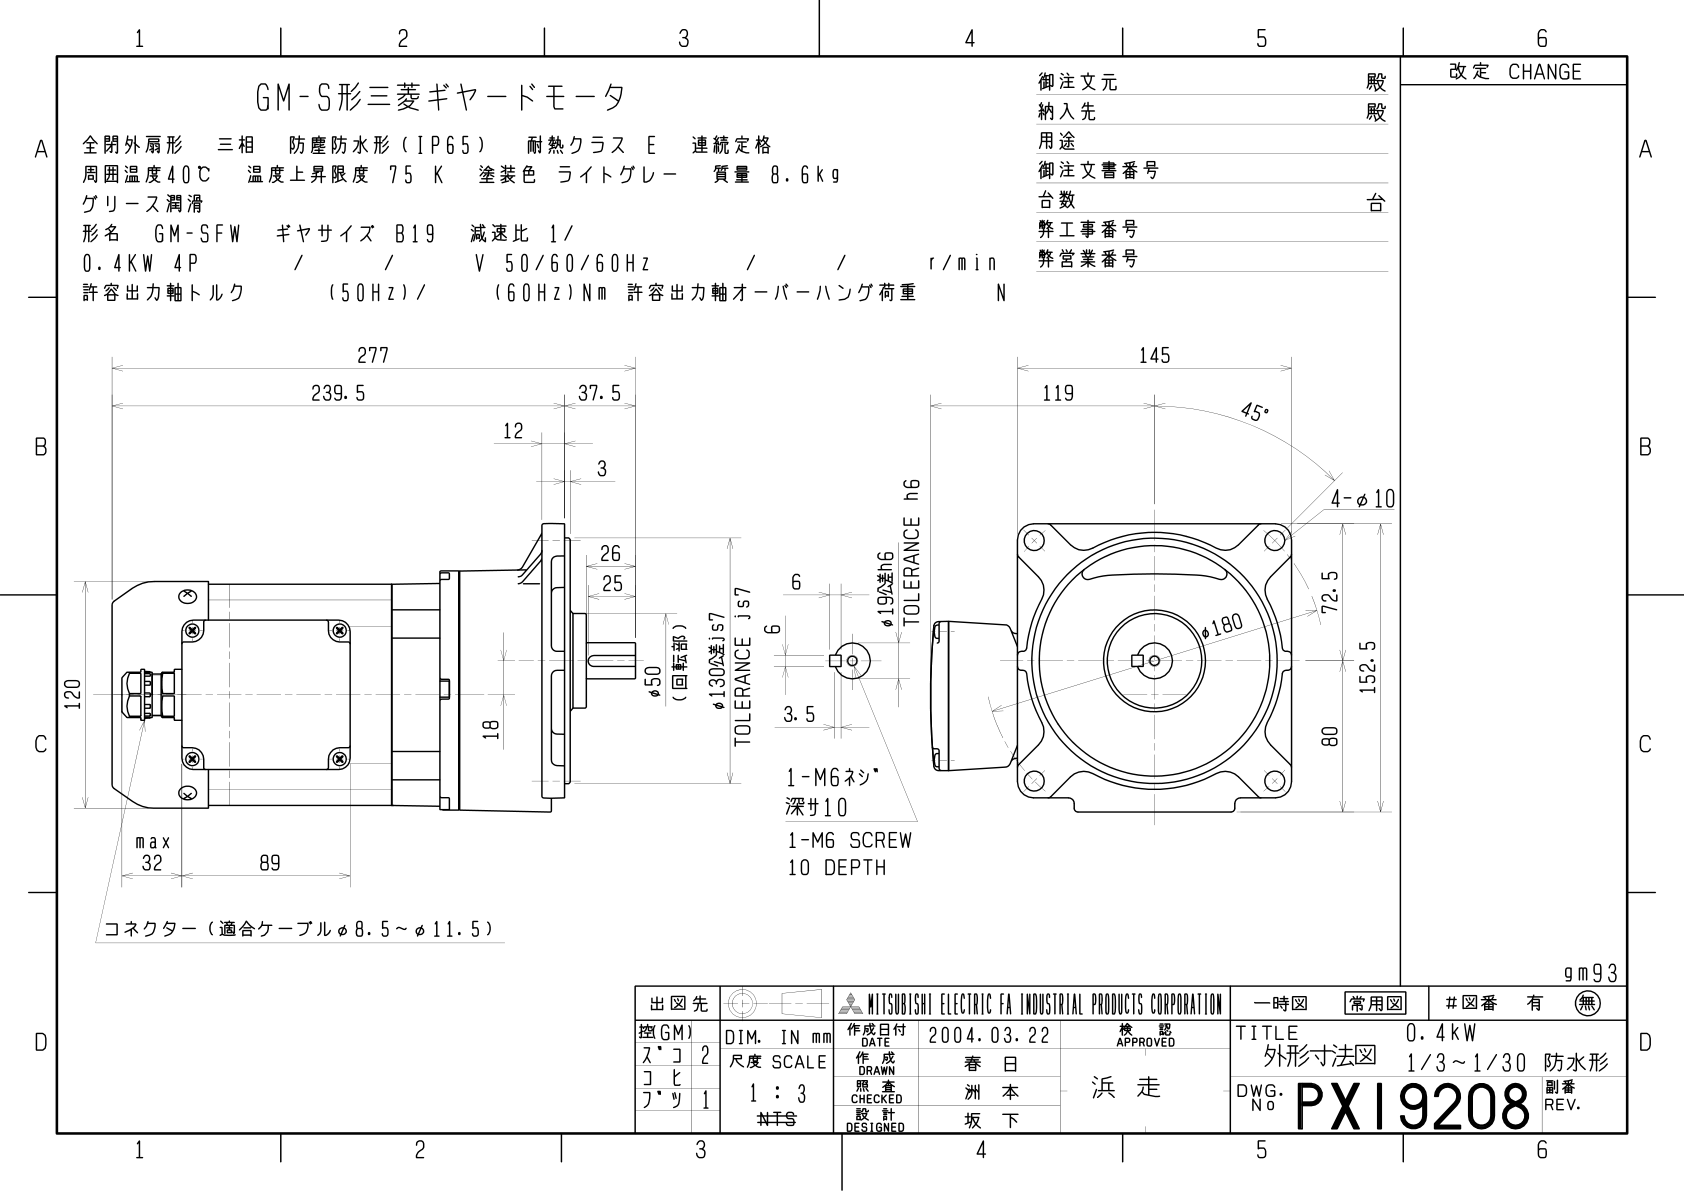 1 2 3 4 5 6
改定 CHANGE
GM-S形三菱ギヤードモータ
全閉外扇形 三相 防塵防水形(IP65) 耐熱クラス E 連続定格
周囲温度40℃ 温度上昇限度 75 K 塗装色 ライトグレー 質量 8.6kg
グリース潤滑
形名 GM-SFW ギヤサイズ B19 減速比 1/
0.4KW 4P / / V 50/60/60Hz / / r/min
許容出力軸トルク (50Hz)/ (60Hz)Nm 許容出力軸オーバーハング荷重 N
御注文元 殿
納入先 殿
用途
御注文書番号
台数 台
弊工事番号
弊営業番号
A A
B B
C C
D D
277
239.5 37.5
12
3
26
25
120
18
φ50
(回転部)
φ130公差js7
TOLERANCE js7
max
32
89
コネクター(適合ケーブルφ8.5~φ11.5)
6
6
3.5
φ19公差h6
TOLERANCE h6
1-M6ネジ
深サ10
1-M6 SCREW
10 DEPTH
145
119
45°
4-φ10
φ180
72.5
152.5
80
gm93
出図先
控(GM)
ズコ 2
コピ
ブツ 1
DIM. IN mm
尺度 SCALE
1 : 3
NTS
MITSUBISHI ELECTRIC FA INDUSTRIAL PRODUCTS CORPORATION
作成日付
DATE
2004.03.22
作成
DRAWN
春日
照査
CHECKED
洲本
設計
DESIGNED
坂下
検認
APPROVED
浜走
一時図 常用図 #図番 有 無
TITLE
外形寸法図
0.4kW
1/3~1/30 防水形
DWG.
No
PX19208
副番
REV.
1 2 3 4 5 6